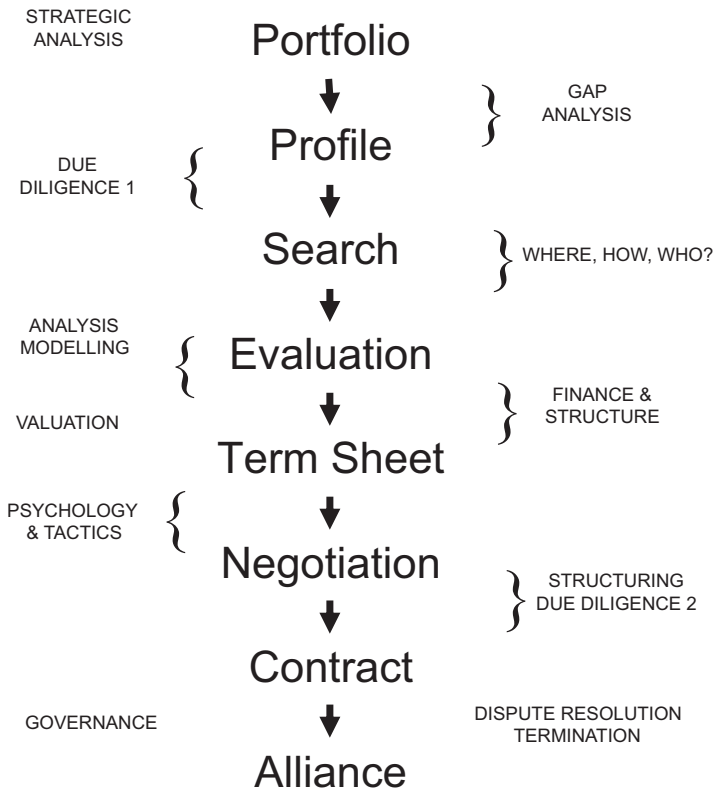 STRATEGIC
ANALYSIS
Portfolio
GAP
ANALYSIS
Profile
DUE
DILIGENCE 1
Search
WHERE, HOW, WHO?
ANALYSIS
MODELLING
Evaluation
FINANCE &
STRUCTURE
VALUATION
Term Sheet
PSYCHOLOGY
& TACTICS
Negotiation
STRUCTURING
DUE DILIGENCE 2
Contract
GOVERNANCE
DISPUTE RESOLUTION
TERMINATION
Alliance